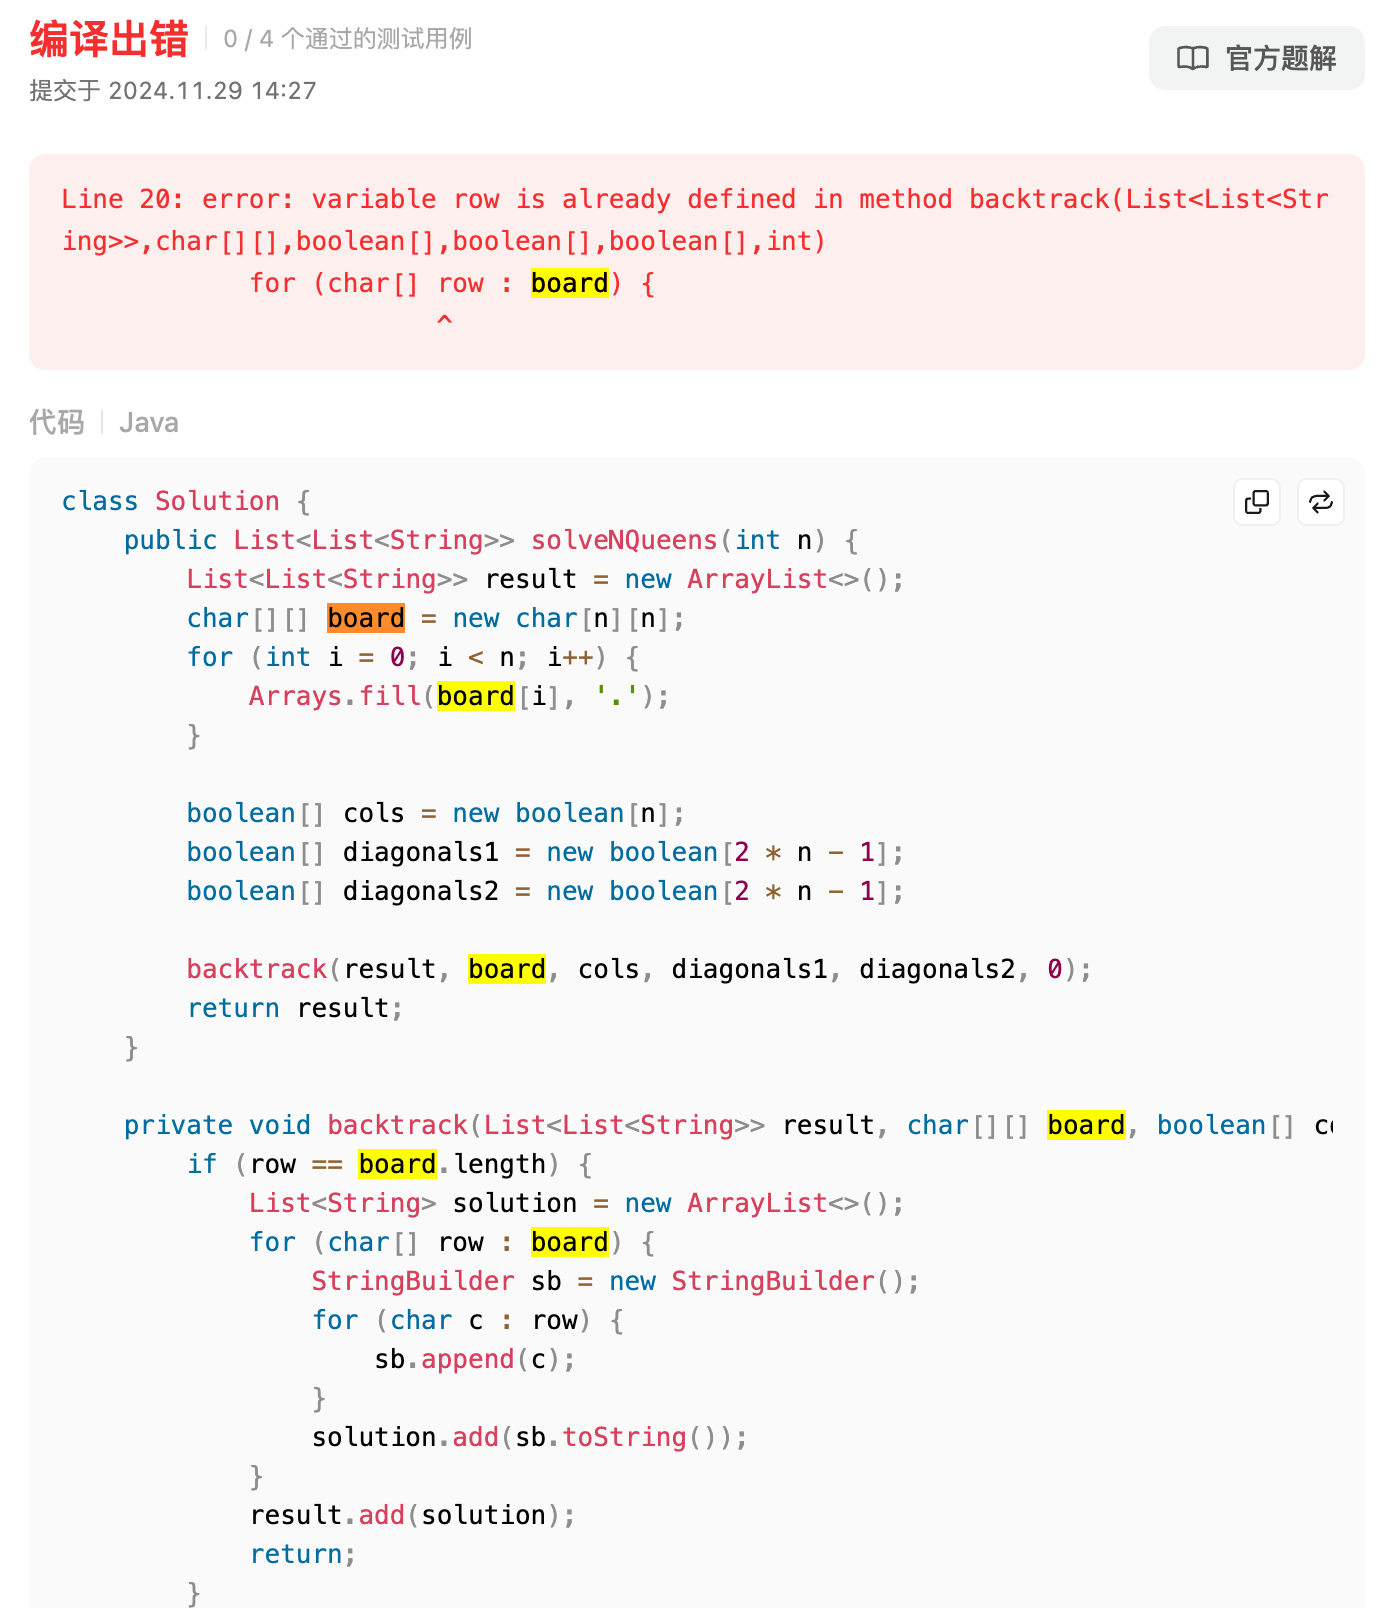 编译出错 0 / 4 个通过的测试用例
官方题解
提交于 2024.11.29 14:27
Line 20: error: variable row is already defined in method backtrack(List<List<Str
ing>>,char[][],boolean[],boolean[],boolean[],int)
            for (char[] row : board) {
                        ^
代码 Java
class Solution {
    public List<List<String>> solveNQueens(int n) {
        List<List<String>> result = new ArrayList<>();
        char[][] board = new char[n][n];
        for (int i = 0; i < n; i++) {
            Arrays.fill(board[i], '.');
        }

        boolean[] cols = new boolean[n];
        boolean[] diagonals1 = new boolean[2 * n - 1];
        boolean[] diagonals2 = new boolean[2 * n - 1];

        backtrack(result, board, cols, diagonals1, diagonals2, 0);
        return result;
    }

    private void backtrack(List<List<String>> result, char[][] board, boolean[]
        if (row == board.length) {
            List<String> solution = new ArrayList<>();
            for (char[] row : board) {
                StringBuilder sb = new StringBuilder();
                for (char c : row) {
                    sb.append(c);
                }
                solution.add(sb.toString());
            }
            result.add(solution);
            return;
        }